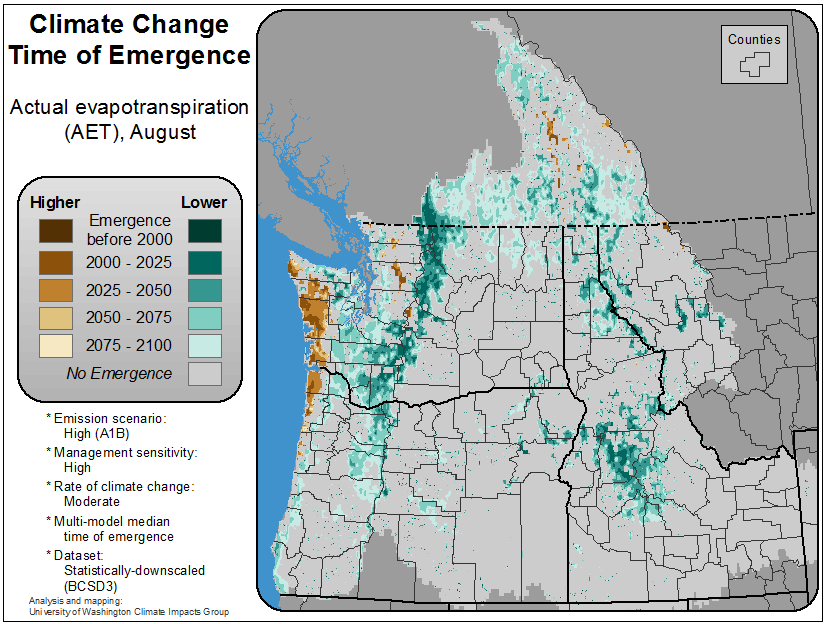 Climate Change
Time of Emergence
Actual evapotranspiration
(AET), August
Counties
Higher
Lower
Emergence
before 2000
2000 - 2025
2025 - 2050
2050 - 2075
2075 - 2100
No Emergence
* Emission scenario:
High (A1B)
* Management sensitivity:
High
* Rate of climate change:
Moderate
* Multi-model median
time of emergence
* Dataset:
Statistically-downscaled
(BCSD3)
Analysis and mapping:
University of Washington Climate Impacts Group